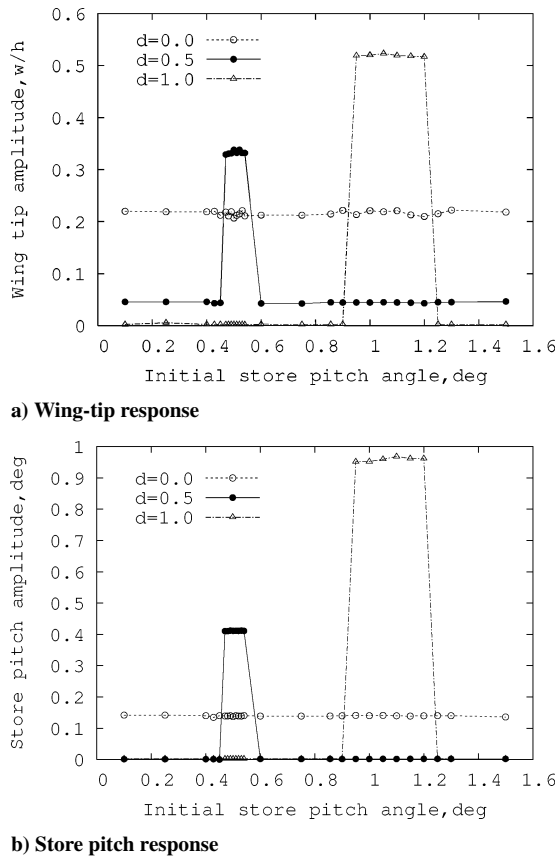 0.6
0.5
0.4
0.3
0.2
0.1
0
Wing tip amplitude,w/h
d=0.0
d=0.5
d=1.0
0 0.2 0.4 0.6 0.8 1 1.2 1.4 1.6
Initial store pitch angle,deg
a) Wing-tip response
1
0.9
0.8
0.7
0.6
0.5
0.4
0.3
0.2
0.1
0
Store pitch amplitude,deg
d=0.0
d=0.5
d=1.0
0 0.2 0.4 0.6 0.8 1 1.2 1.4 1.6
Initial store pitch angle,deg
b) Store pitch response